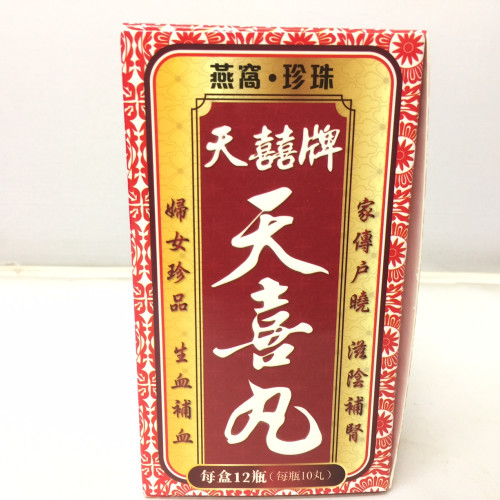 燕窩·珍珠
天囍牌
天喜丸
家傳戶曉 滋陰補腎
婦女珍品 生血補血
每盒12瓶(每瓶10丸)